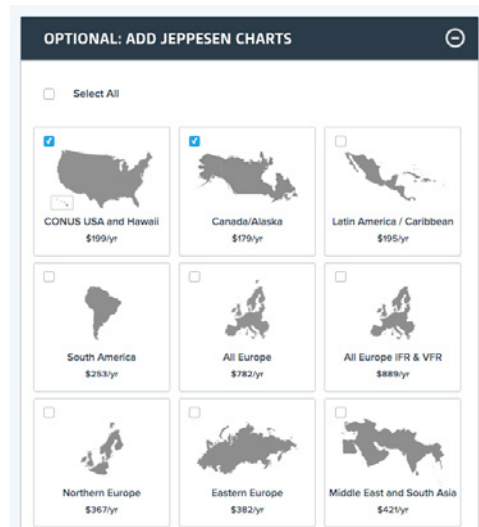 OPTIONAL: ADD JEPPESEN CHARTS
Select All
CONUS USA and Hawaii
$199/yr
Canada/Alaska
$179/yr
Latin America / Caribbean
$195/yr
South America
$253/yr
All Europe
$782/yr
All Europe IFR & VFR
$889/yr
Northern Europe
$367/yr
Eastern Europe
$382/yr
Middle East and South Asia
$421/yr